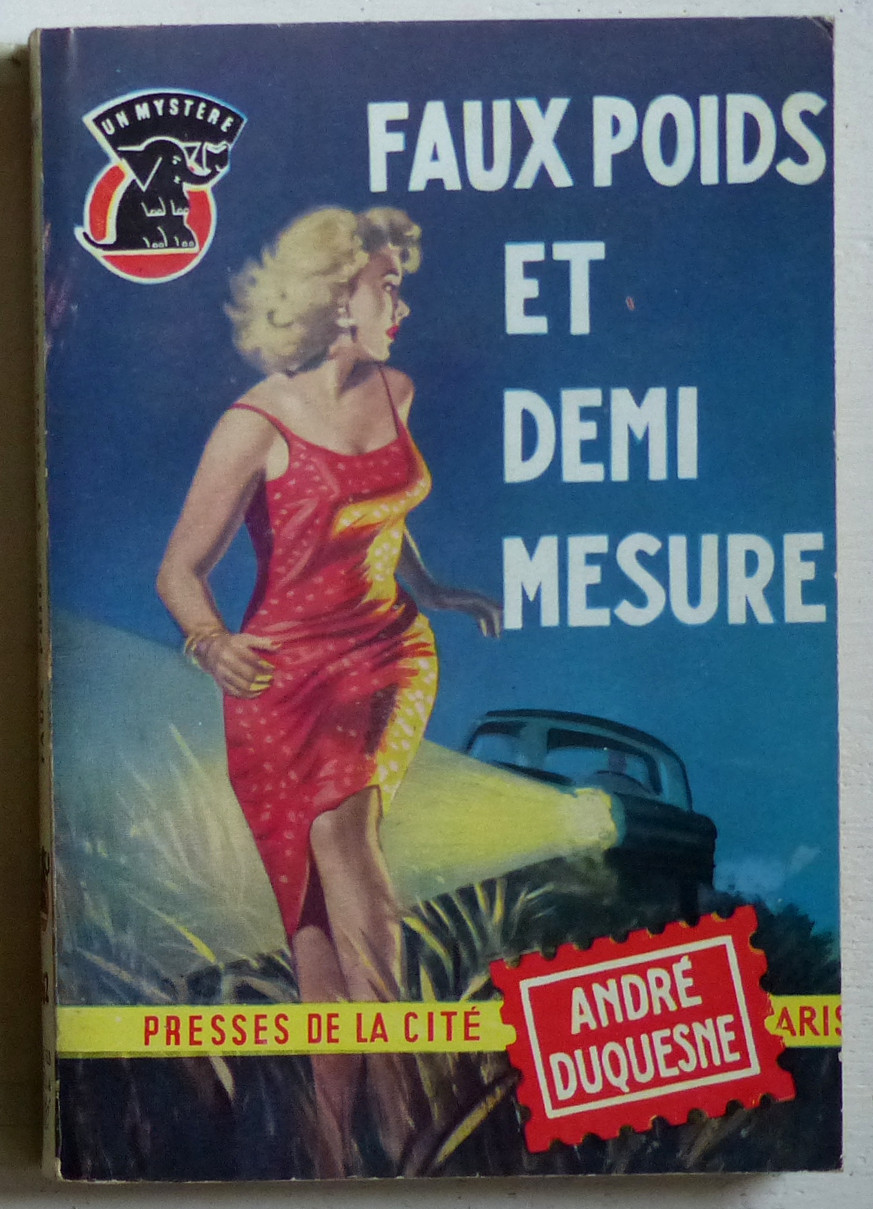 UN MYSTÈRE
FAUX POIDS
ET
DEMI
MESURE
PRESSES DE LA CITÉ
ANDRÉ
DUQUESNE
ARIS